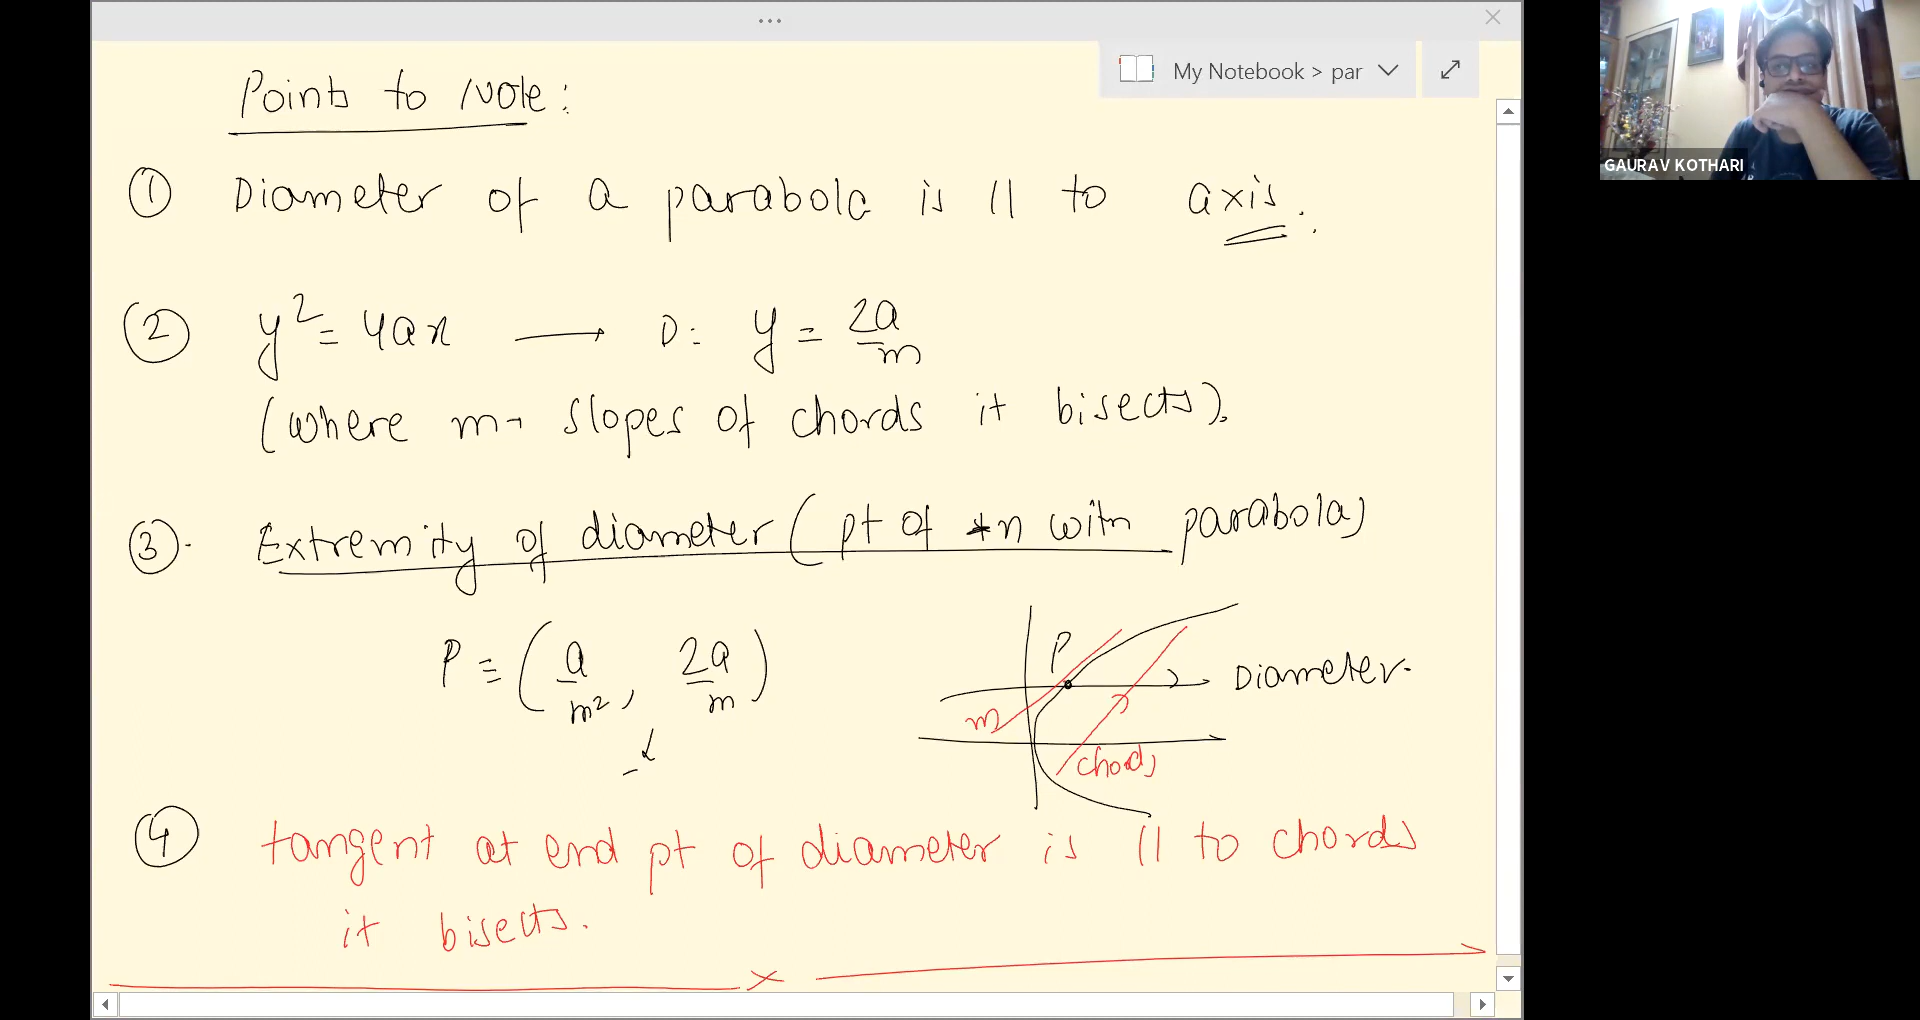 ...
My Notebook > par
GAURAV KOTHARI
Points to Note:
① Diameter of a parabola is || to axis.
② y² = 4ax → D: y = 2a/m
(where m → slopes of chords it bisects).
③. Extremity of diameter (pt of *n with parabola)
P ≡ (a/m², 2a/m)
P
Diameter.
m
chords
④ tangent at end pt of diameter is || to chords
it bisects.